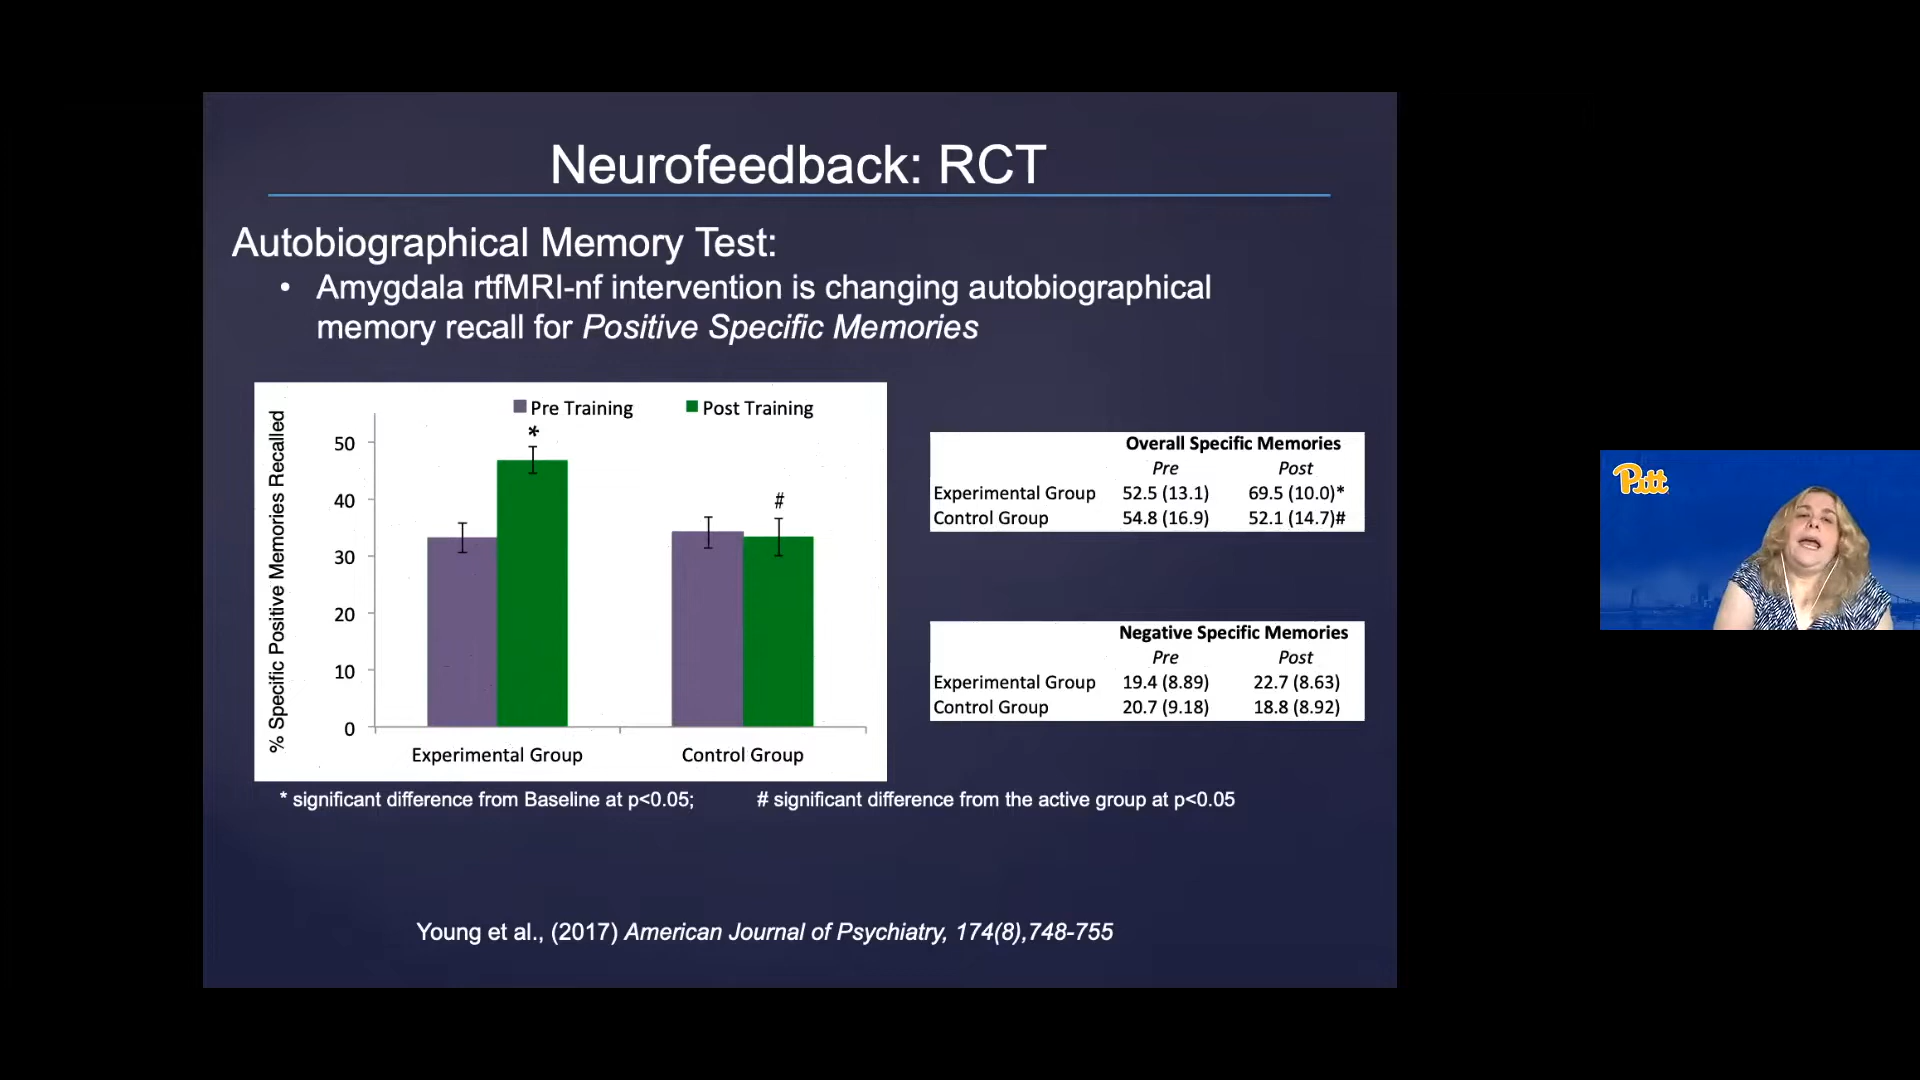 Neurofeedback: RCT
Autobiographical Memory Test:
• Amygdala rtfMRI-nf intervention is changing autobiographical
memory recall for Positive Specific Memories
% Specific Positive Memories Recalled
Pre Training Post Training
*
#
50
40
30
20
10
0
Experimental Group Control Group
Overall Specific Memories
Pre Post
Experimental Group 52.5 (13.1) 69.5 (10.0)*
Control Group 54.8 (16.9) 52.1 (14.7)#
Negative Specific Memories
Pre Post
Experimental Group 19.4 (8.89) 22.7 (8.63)
Control Group 20.7 (9.18) 18.8 (8.92)
* significant difference from Baseline at p<0.05; # significant difference from the active group at p<0.05
Young et al., (2017) American Journal of Psychiatry, 174(8),748-755
Pitt